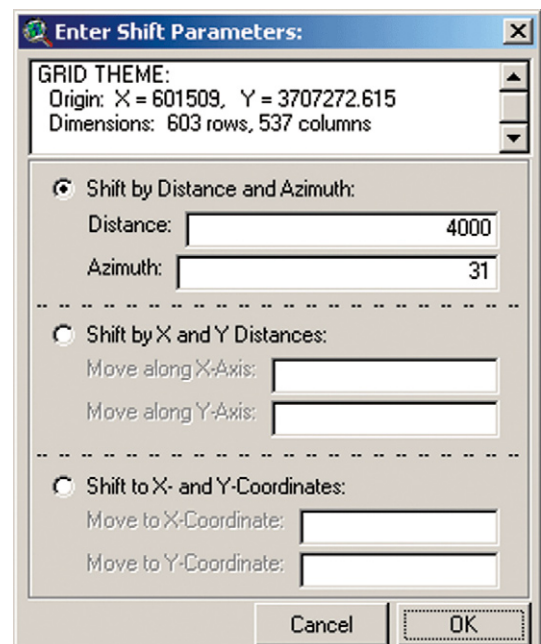 Enter Shift Parameters:
GRID THEME:
Origin: X = 601509, Y = 3707272.615
Dimensions: 603 rows, 537 columns
Shift by Distance and Azimuth:
Distance: 4000
Azimuth: 31
Shift by X and Y Distances:
Move along X-Axis:
Move along Y-Axis:
Shift to X- and Y-Coordinates:
Move to X-Coordinate:
Move to Y-Coordinate:
Cancel OK